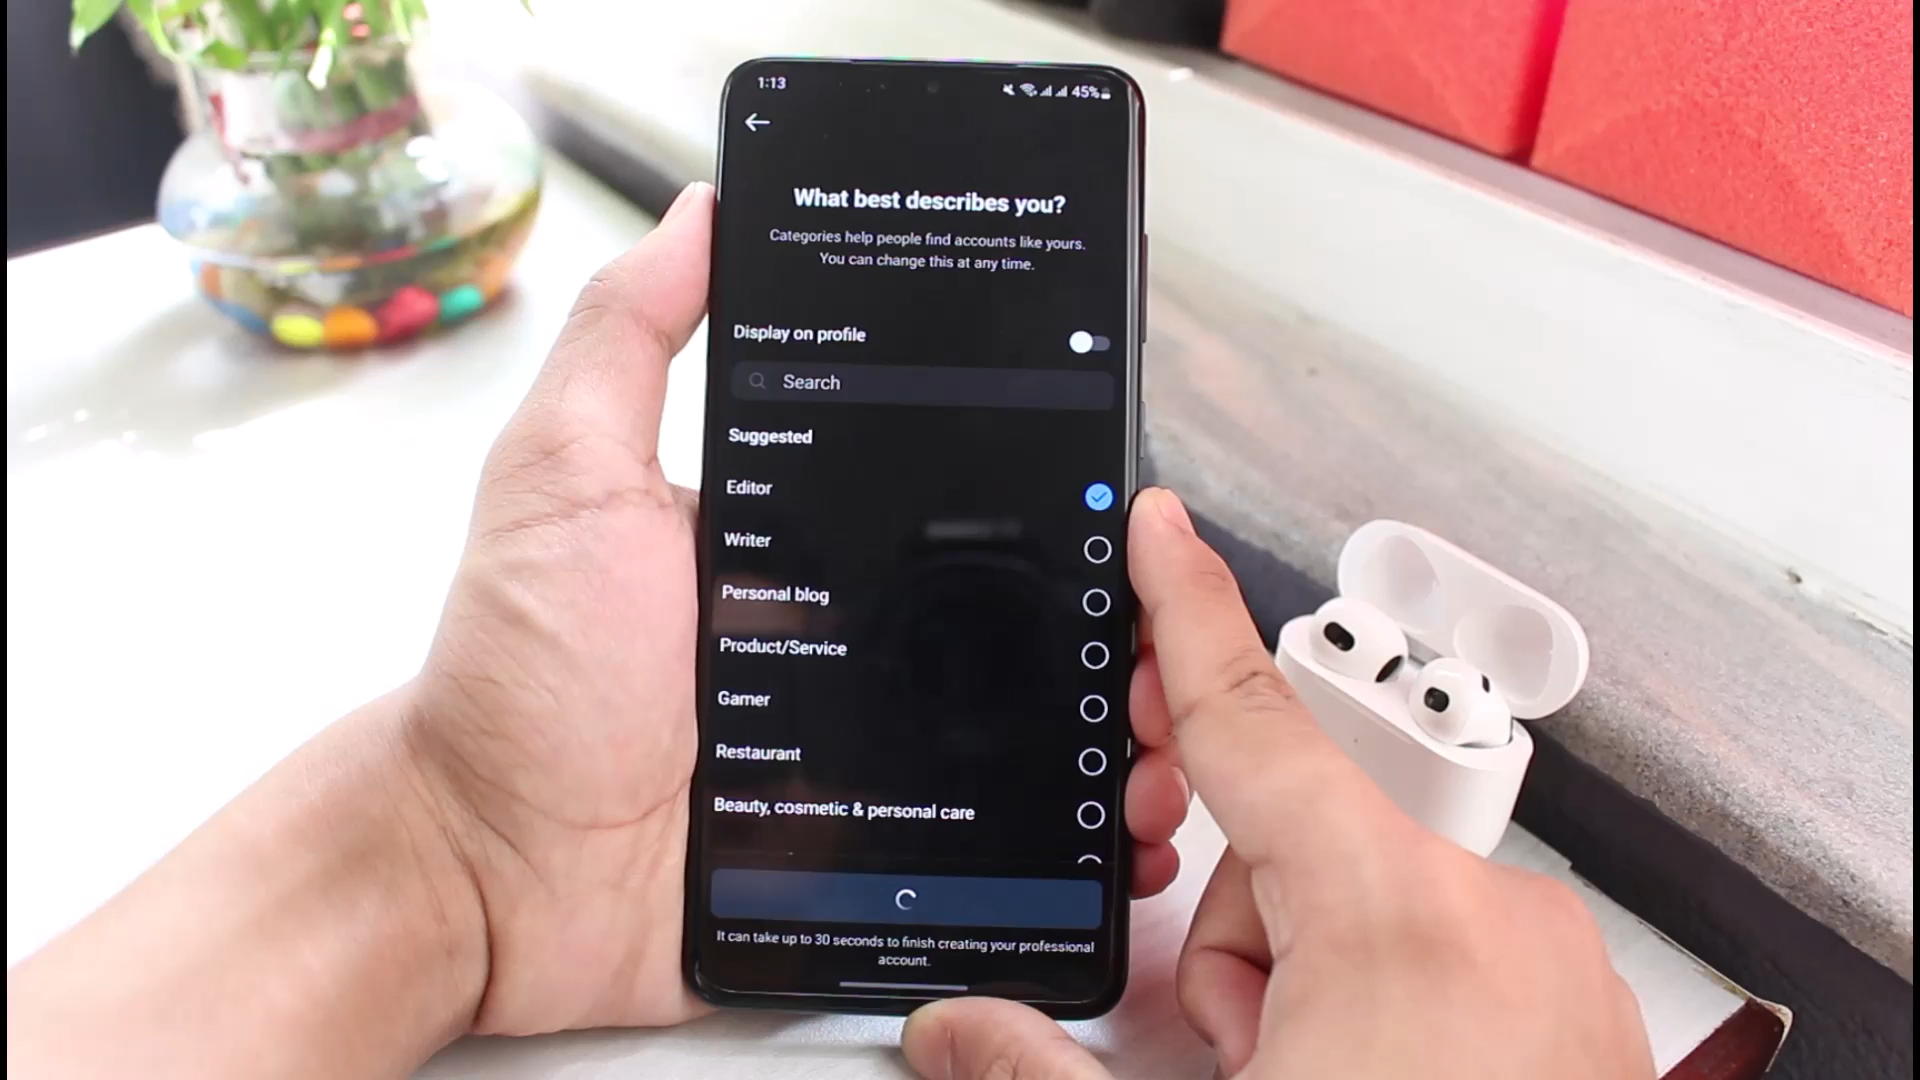 1:13
45%
What best describes you?
Categories help people find accounts like yours.
You can change this at any time.
Display on profile
Search
Suggested
Editor
Writer
Personal blog
Product/Service
Gamer
Restaurant
Beauty, cosmetic & personal care
It can take up to 30 seconds to finish creating your professional
account.